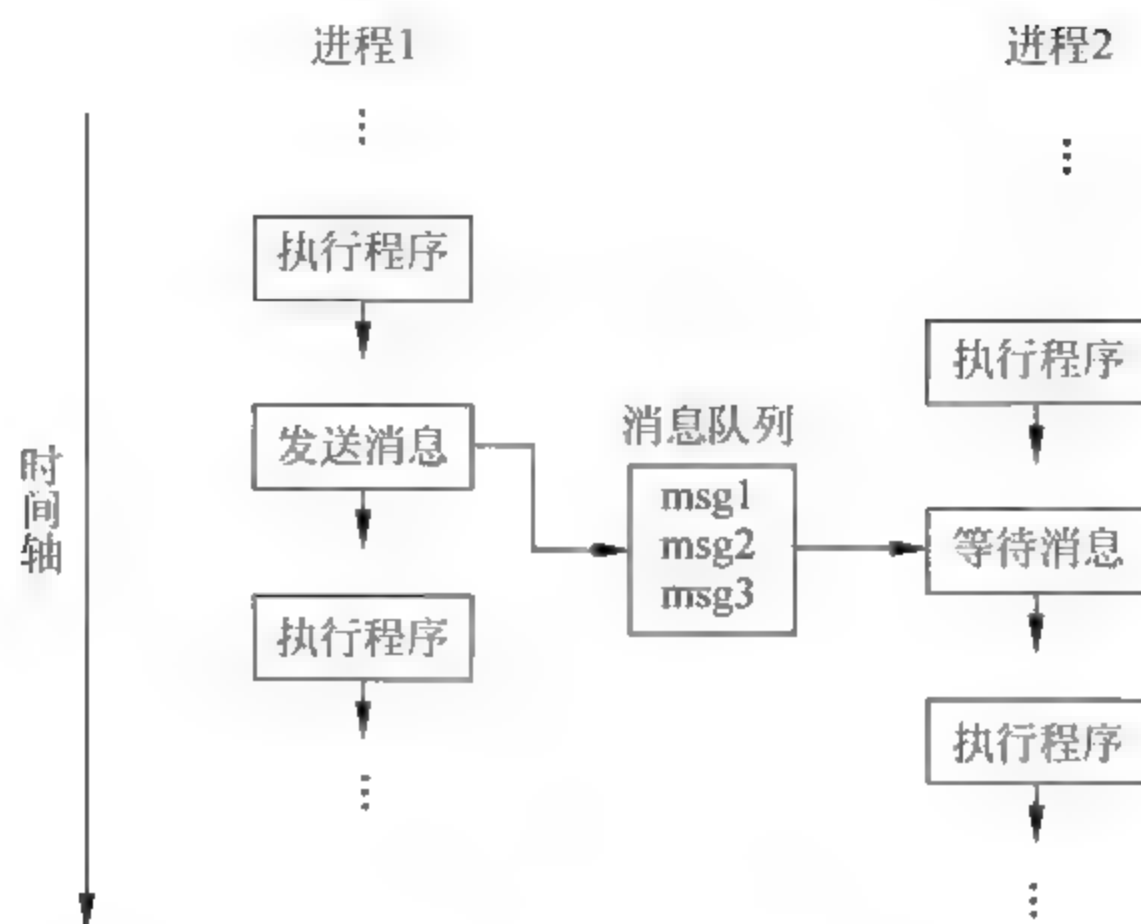 进程1
进程2
⋮
⋮
执行程序
执行程序
发送消息
消息队列
msg1
msg2
msg3
等待消息
时间轴
执行程序
执行程序
⋮
⋮